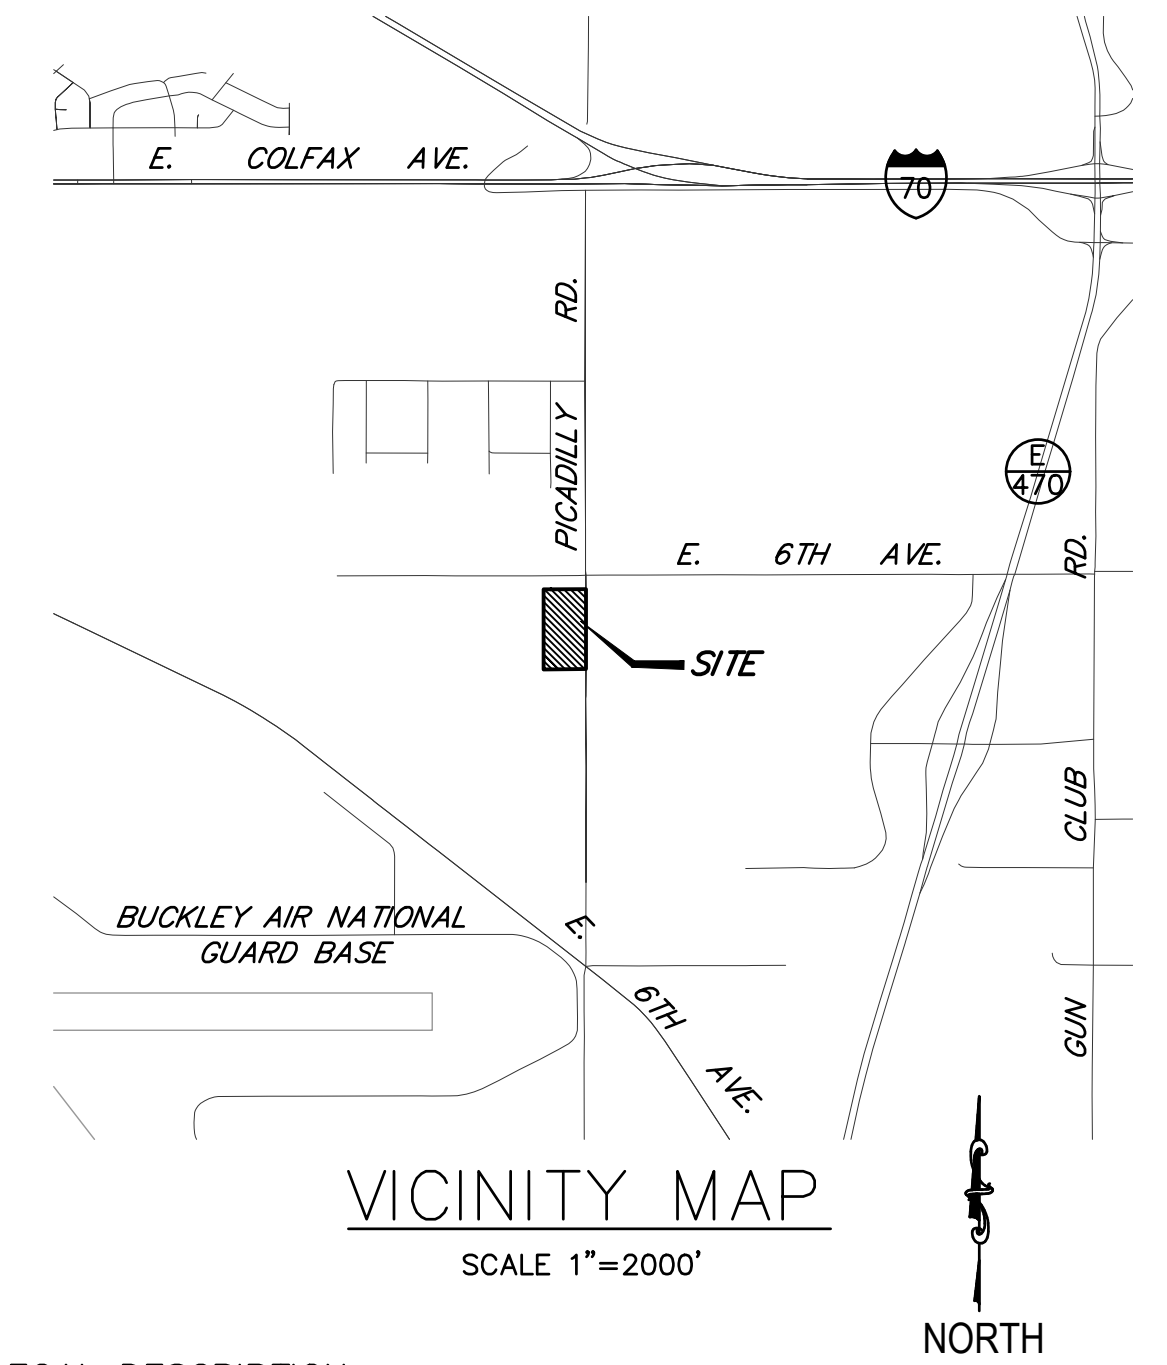 E. COLFAX AVE.
70
PICADILLY RD.
E
470
E. 6TH AVE.
SITE
GUN CLUB RD.
BUCKLEY AIR NATIONAL
GUARD BASE
E. 6TH AVE.
VICINITY MAP
SCALE 1"=2000'
NORTH
DESCRIPTION